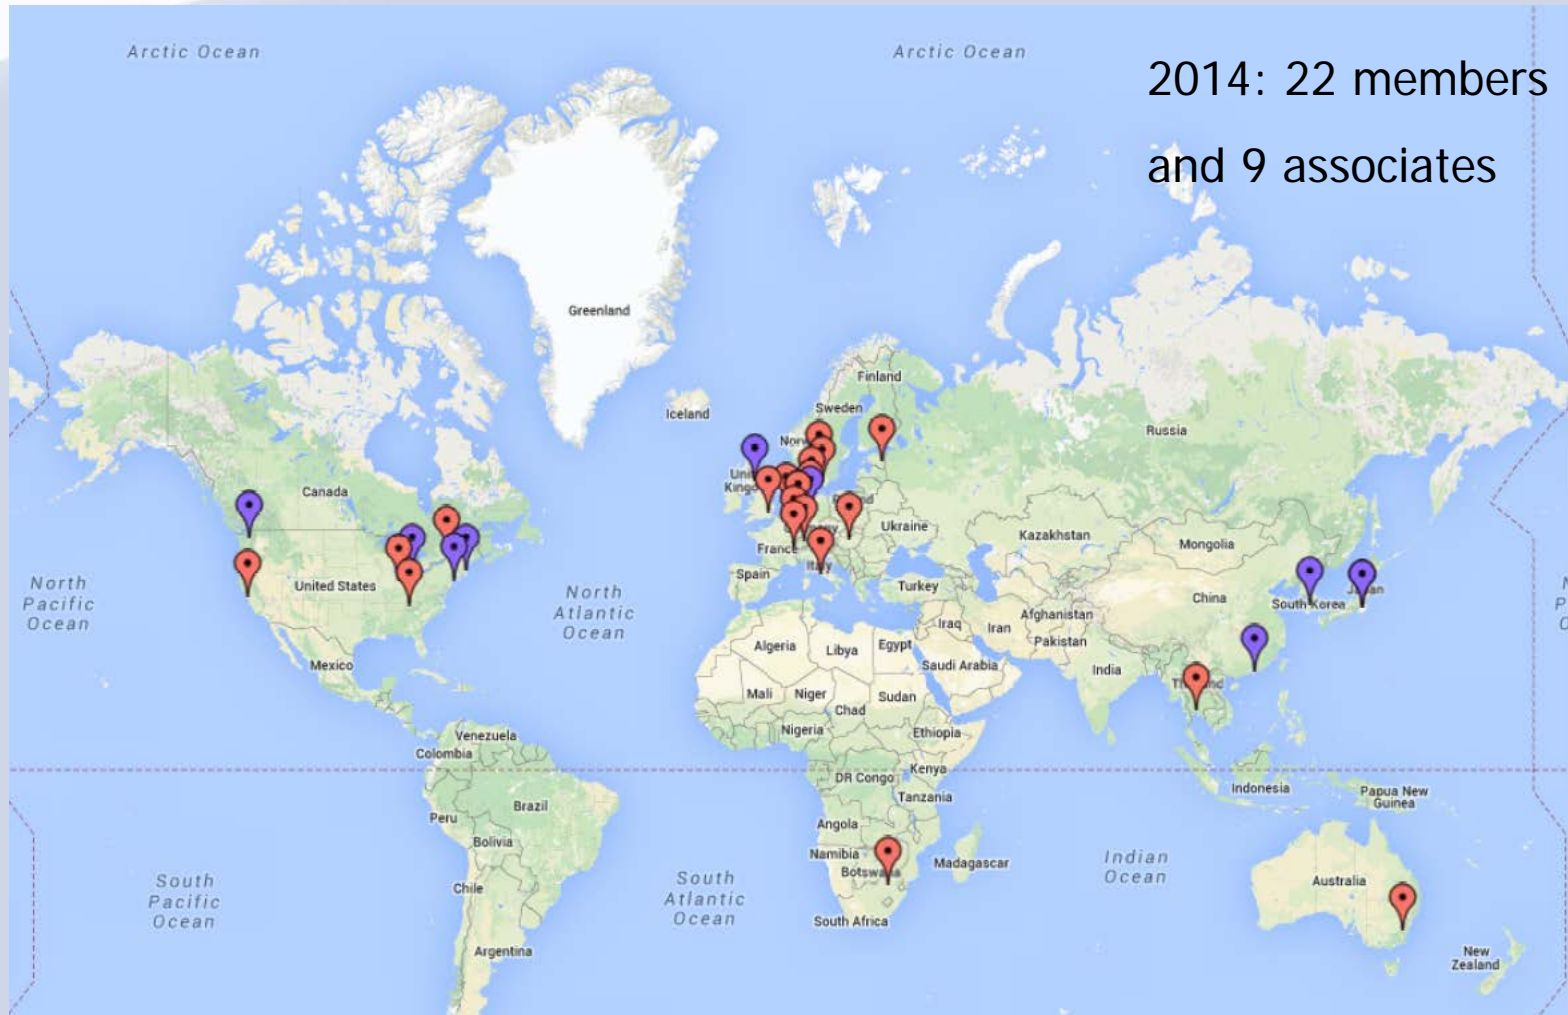 Arctic Ocean
Arctic Ocean
2014: 22 members
and 9 associates
Greenland
Finland
Iceland
Sweden
Russia
Canada
Ukraine
Kazakhstan
Mongolia
France
Spain
Italy
Turkey
United States
North
Pacific
Ocean
North
Atlantic
Ocean
China
South Korea
Japan
Afghanistan
Iraq
Iran
Pakistan
Algeria
Libya
Egypt
Saudi Arabia
India
Thailand
Mexico
Mali
Niger
Chad
Sudan
Nigeria
Ethiopia
Venezuela
Colombia
DR Congo
Kenya
Tanzania
Indonesia
Papua New
Guinea
Brazil
Peru
Bolivia
Angola
Namibia
Botswana
Madagascar
Indian
Ocean
Australia
South
Pacific
Ocean
Chile
South
Atlantic
Ocean
South Africa
Argentina
New
Zealand